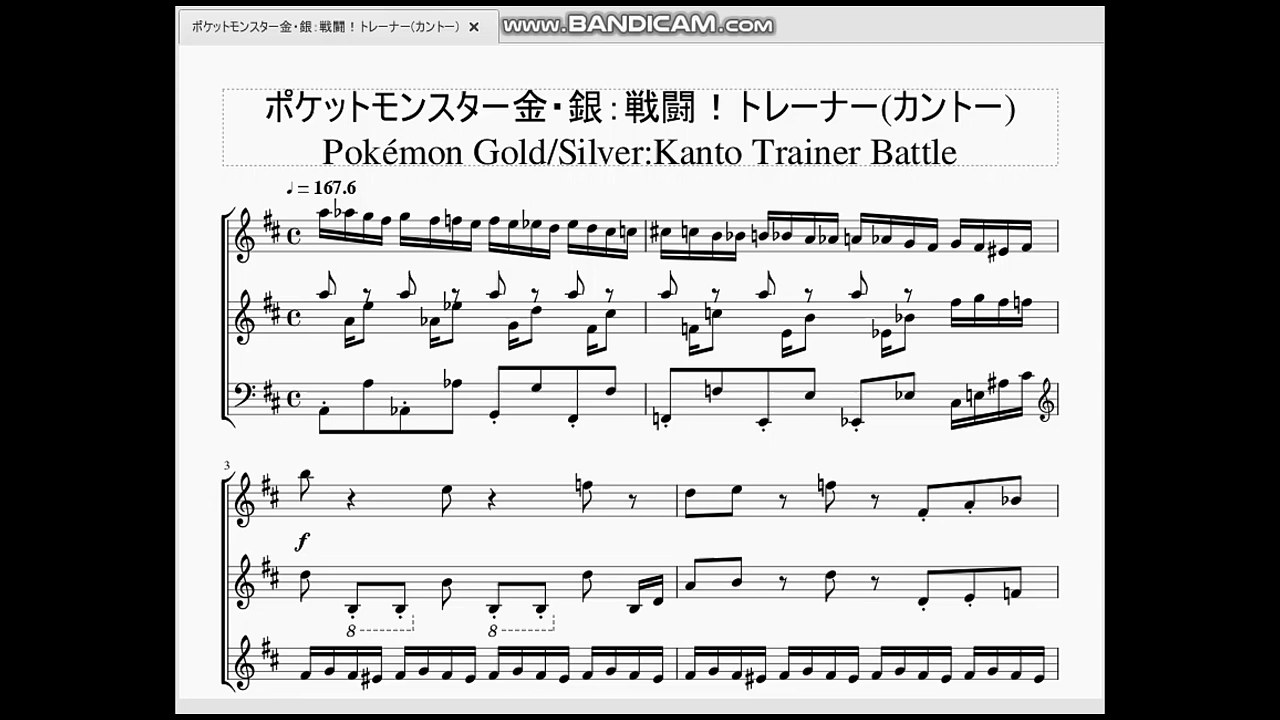 ポケットモンスター金・銀:戦闘！トレーナー(カントー)
www.BANDICAM.com
ポケットモンスター金・銀:戦闘！トレーナー(カントー)
Pokémon Gold/Silver:Kanto Trainer Battle
♩= 167.6
3
f
8 8